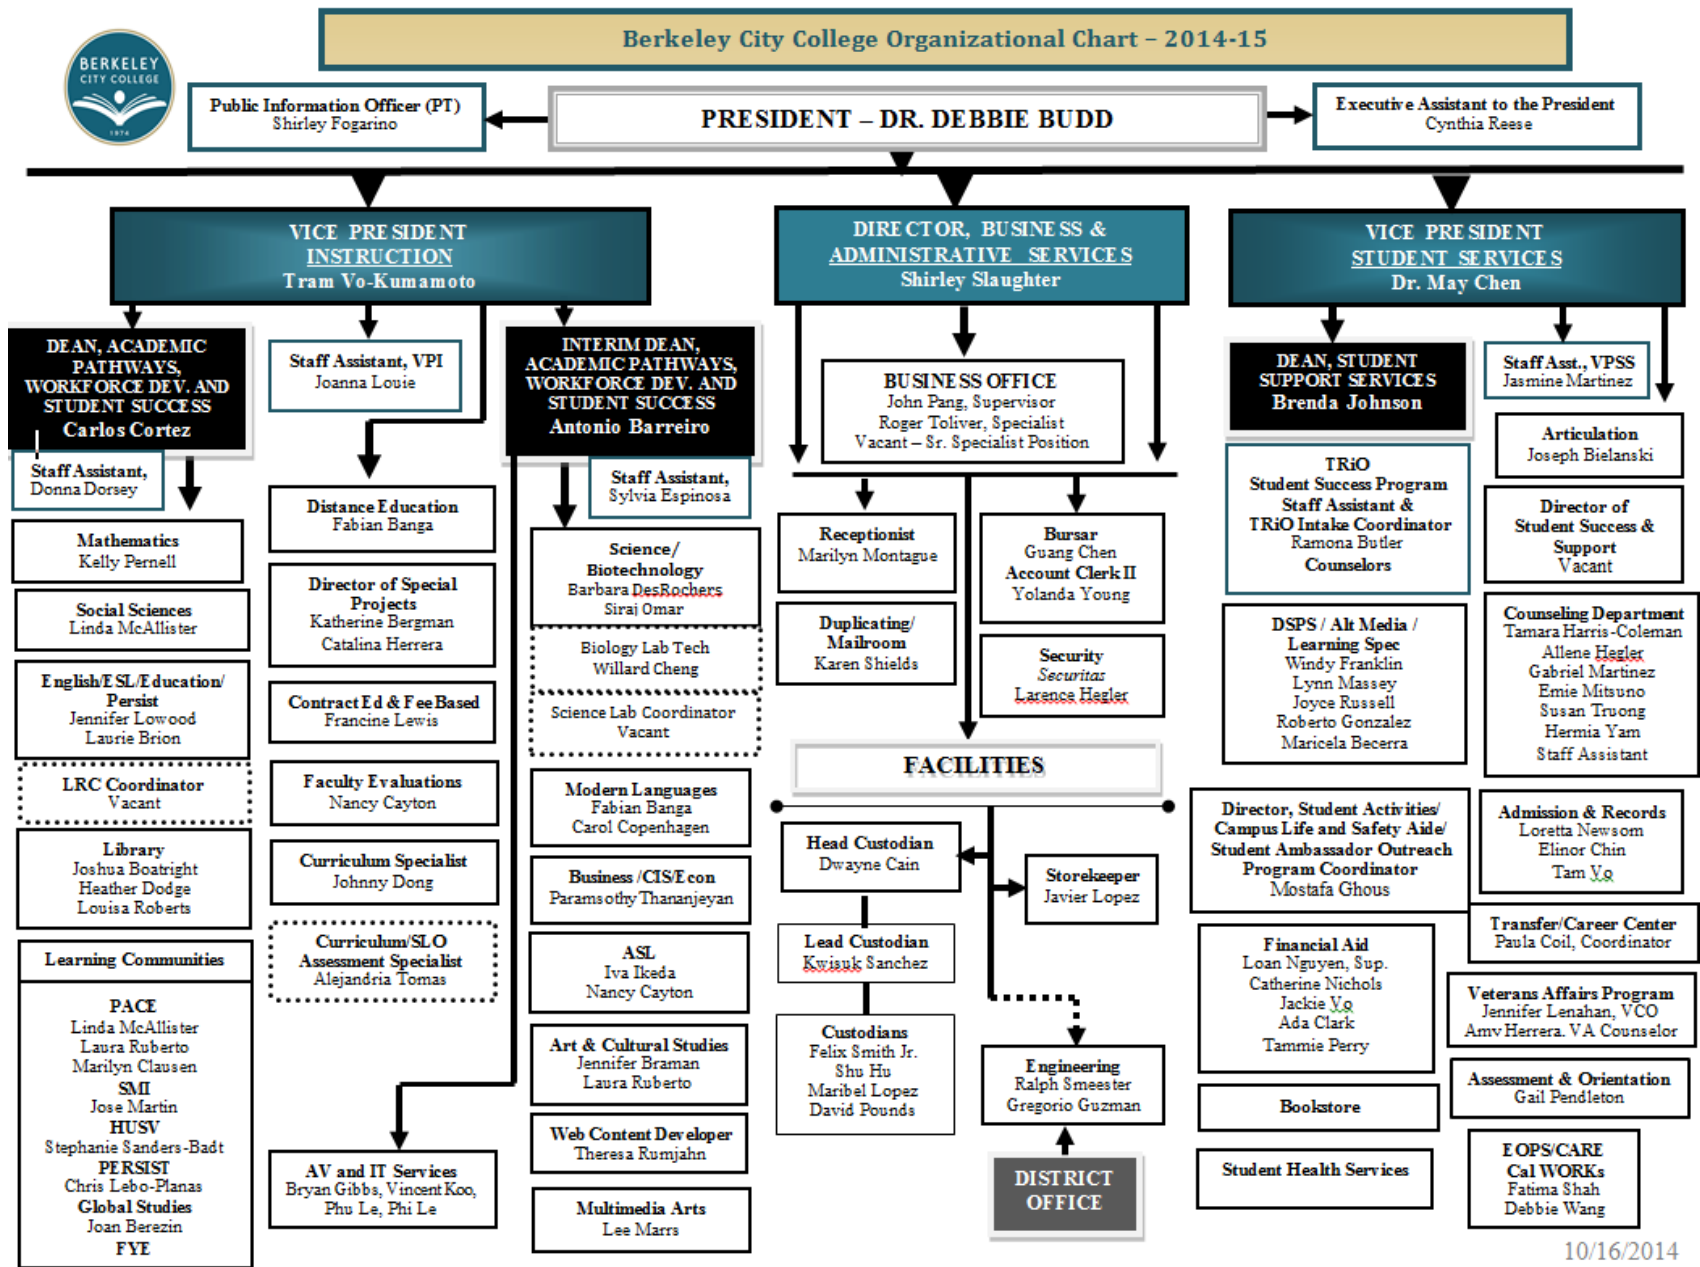 Berkeley City College Organizational Chart – 2014-15
BERKELEY
CITY COLLEGE
1974
Public Information Officer (PT)
Shirley Fogarino
PRESIDENT – DR. DEBBIE BUDD
Executive Assistant to the President
Cynthia Reese
VICE PRESIDENT
INSTRUCTION
Tram Vo-Kumamoto
DEAN, ACADEMIC
PATHWAYS,
WORKFORCE DEV. AND
STUDENT SUCCESS
Carlos Cortez
Staff Assistant,
Donna Dorsey
Mathematics
Kelly Pernell
Social Sciences
Linda McAllister
English/ESL/Education/
Persist
Jennifer Lowood
Laurie Brion
LRC Coordinator
Vacant
Library
Joshua Boatright
Heather Dodge
Louisa Roberts
Learning Communities
PACE
Linda McAllister
Laura Ruberto
Marilyn Clausen
SMI
Jose Martin
HUSV
Stephanie Sanders-Badt
PERSIST
Chris Lebo-Planas
Global Studies
Joan Berezin
FYE
Staff Assistant, VPI
Joanna Louie
Distance Education
Fabian Banga
Director of Special
Projects
Katherine Bergman
Catalina Herrera
Contract Ed & Fee Based
Francine Lewis
Faculty Evaluations
Nancy Cayton
Curriculum Specialist
Johnny Dong
Curriculum/SLO
Assessment Specialist
Alejandria Tomas
AV and IT Services
Bryan Gibbs, Vincent Koo,
Phu Le, Phi Le
INTERIM DEAN,
ACADEMIC PATHWAYS,
WORKFORCE DEV. AND
STUDENT SUCCESS
Antonio Barreiro
Staff Assistant,
Sylvia Espinosa
Science/
Biotechnology
Barbara DesRochers
Siraj Omar
Biology Lab Tech
Willard Cheng
Science Lab Coordinator
Vacant
Modern Languages
Fabian Banga
Carol Copenhagen
Business /CIS/Econ
Paramsothy Thananjeyan
ASL
Iva Ikeda
Nancy Cayton
Art & Cultural Studies
Jennifer Braman
Laura Ruberto
Web Content Developer
Theresa Rumjahn
Multimedia Arts
Lee Marrs
DIRECTOR, BUSINESS &
ADMINISTRATIVE SERVICES
Shirley Slaughter
BUSINESS OFFICE
John Pang, Supervisor
Roger Toliver, Specialist
Vacant – Sr. Specialist Position
Receptionist
Marilyn Montague
Duplicating/
Mailroom
Karen Shields
Bursar
Guang Chen
Account Clerk II
Yolanda Young
Security
Securitas
Larence Hegler
FACILITIES
Head Custodian
Dwayne Cain
Storekeeper
Javier Lopez
Lead Custodian
Kwisuk Sanchez
Custodians
Felix Smith Jr.
Shu Hu
Maribel Lopez
David Pounds
Engineering
Ralph Smeester
Gregorio Guzman
DISTRICT
OFFICE
VICE PRESIDENT
STUDENT SERVICES
Dr. May Chen
DEAN, STUDENT
SUPPORT SERVICES
Brenda Johnson
TRiO
Student Success Program
Staff Assistant &
TRiO Intake Coordinator
Ramona Butler
Counselors
DSPS / Alt Media /
Learning Spec
Windy Franklin
Lynn Massey
Joyce Russell
Roberto Gonzalez
Maricela Becerra
Director, Student Activities/
Campus Life and Safety Aide/
Student Ambassador Outreach
Program Coordinator
Mostafa Ghous
Financial Aid
Loan Nguyen, Sup.
Catherine Nichols
Jackie Vo
Ada Clark
Tammie Perry
Bookstore
Student Health Services
Staff Asst., VPSS
Jasmine Martinez
Articulation
Joseph Bielanski
Director of
Student Success &
Support
Vacant
Counseling Department
Tamara Harris-Coleman
Allene Hegler
Gabriel Martinez
Emie Mitsuno
Susan Truong
Hermia Yam
Staff Assistant
Admission & Records
Loretta Newsom
Elinor Chin
Tam Vo
Transfer/Career Center
Paula Coil, Coordinator
Veterans Affairs Program
Jennifer Lenahan, VCO
Amy Herrera. VA Counselor
Assessment & Orientation
Gail Pendleton
EOPS/CARE
Cal WORKs
Fatima Shah
Debbie Wang
10/16/2014